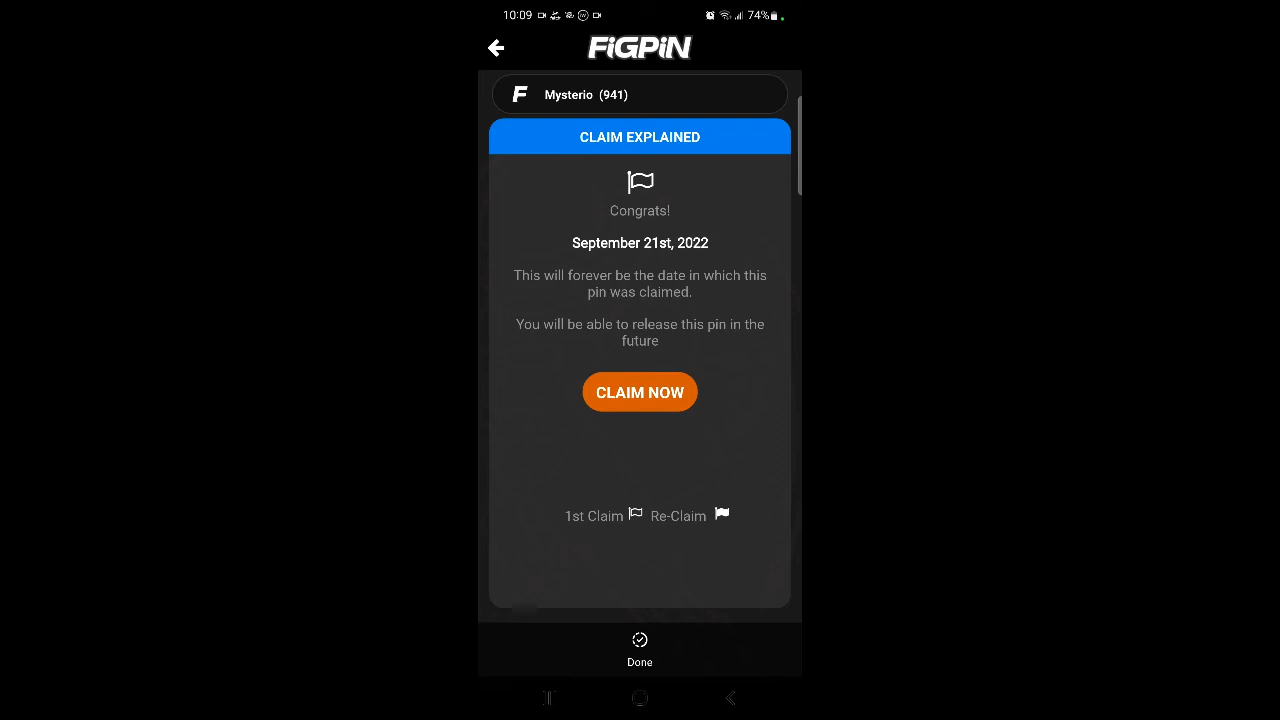 10:09 74%
FiGPiN
F Mysterio (941)
CLAIM EXPLAINED
Congrats!
September 21st, 2022
This will forever be the date in which this
pin was claimed.
You will be able to release this pin in the
future
CLAIM NOW
1st Claim Re-Claim
Done